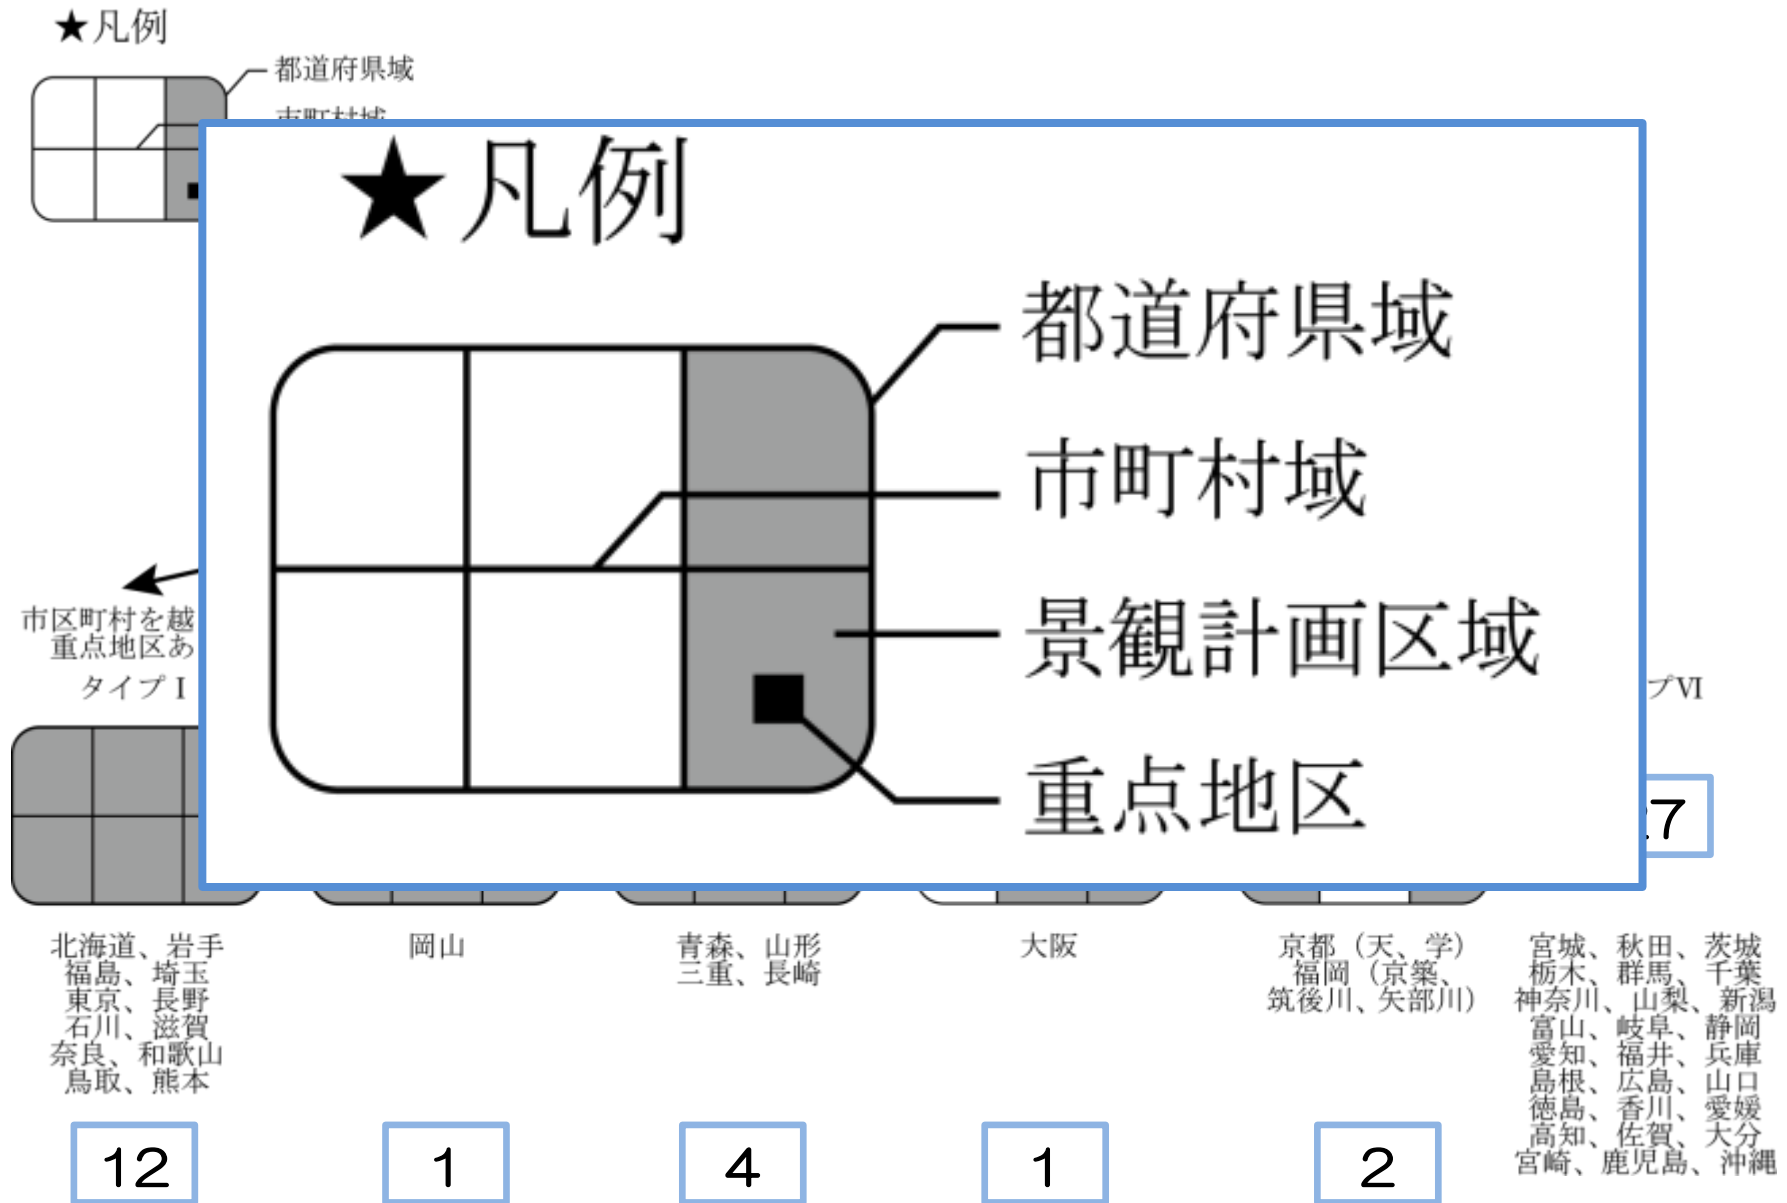 ★凡例
都道府県域
市町村域
★凡例
都道府県域
市町村域
景観計画区域
重点地区
市区町村を越
重点地区あ
タイプⅠ
プⅥ
27
北海道、岩手
福島、埼玉
東京、長野
石川、滋賀
奈良、和歌山
鳥取、熊本
岡山
青森、山形
三重、長崎
大阪
京都（天、学）
福岡（京築、
筑後川、矢部川）
宮城、秋田、茨城
栃木、群馬、千葉
神奈川、山梨、新潟
富山、岐阜、静岡
愛知、福井、兵庫
島根、広島、山口
徳島、香川、愛媛
高知、佐賀、大分
宮崎、鹿児島、沖縄
12
1
4
1
2